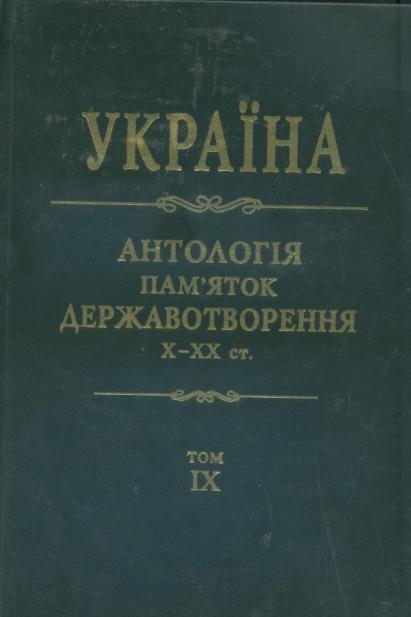 УКРАЇНА
АНТОЛОГІЯ
ПАМ'ЯТОК
ДЕРЖАВОТВОРЕННЯ
X–XX ст.
ТОМ
IX